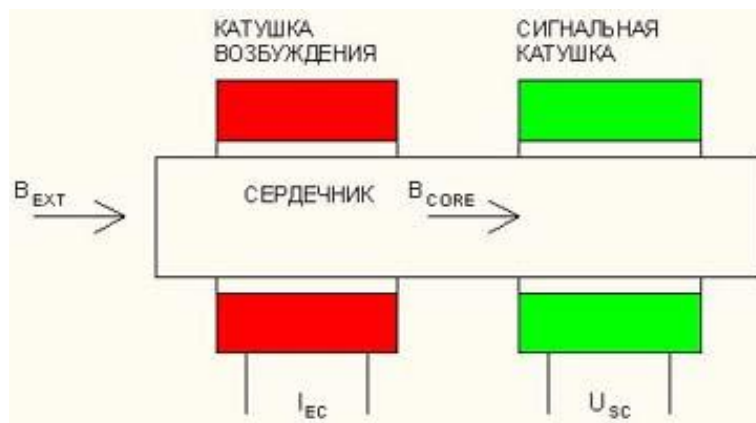 КАТУШКА
ВОЗБУЖДЕНИЯ
СИГНАЛЬНАЯ
КАТУШКА
B EXT
СЕРДЕЧНИК
B CORE
I EC
U SC